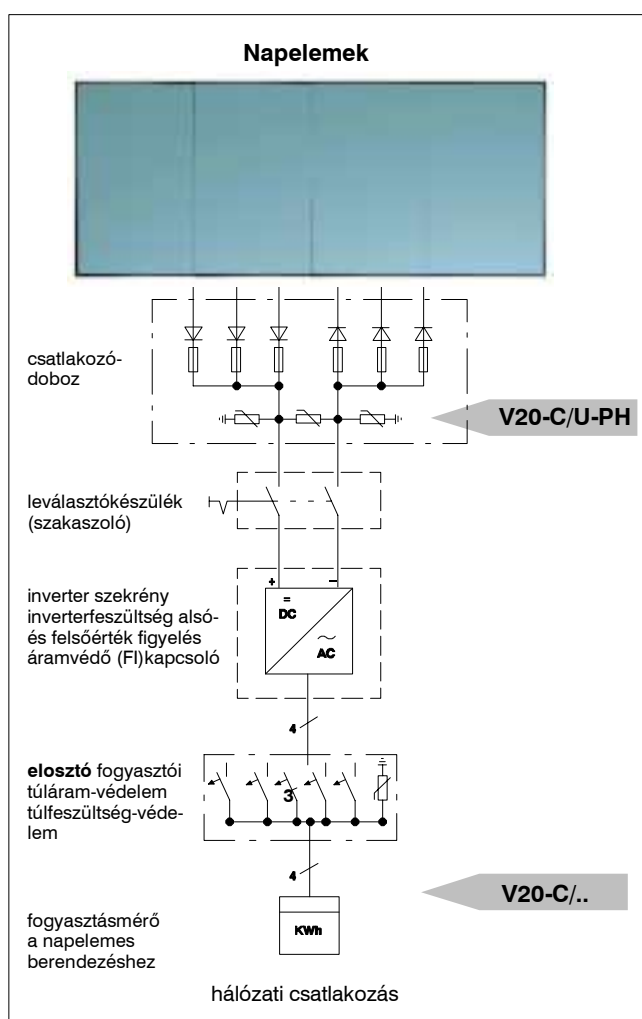 Napelemek
csatlakozó-
doboz
V20-C/U-PH
leválasztókészülék
(szakaszoló)
inverter szekrény
inverterfeszültség alsó-
és felsőérték figyelés
áramvédő (FI)kapcsoló
+
–
=
DC
~
AC
4
elosztó fogyasztói
túláram-védelem
túlfeszültség-véde-
lem
3
4
V20-C/..
fogyasztásmérő
a napelemes
berendezéshez
KWh
hálózati csatlakozás